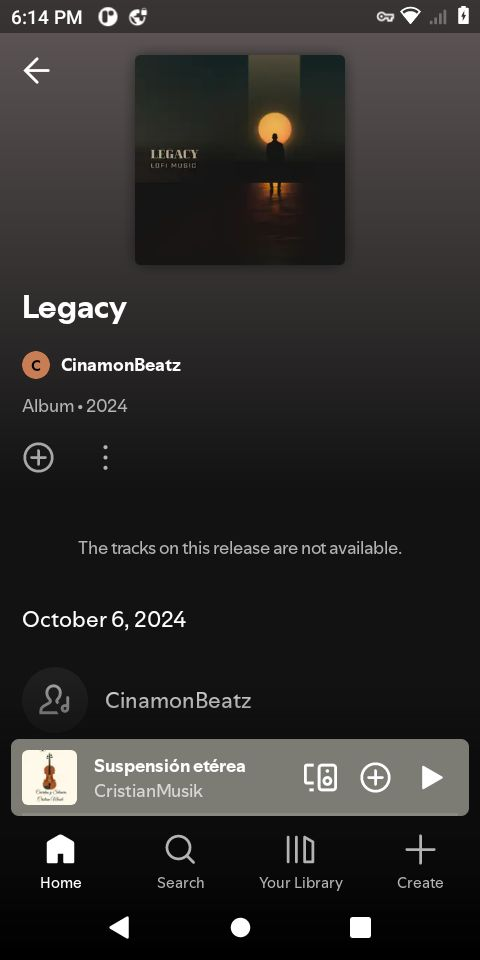 6:14 PM
LEGACY
LOFI MUSIC
Legacy
C
CinamonBeatz
Album • 2024
The tracks on this release are not available.
October 6, 2024
CinamonBeatz
Suspensión etérea
CristianMusik
Home
Search
Your Library
Create